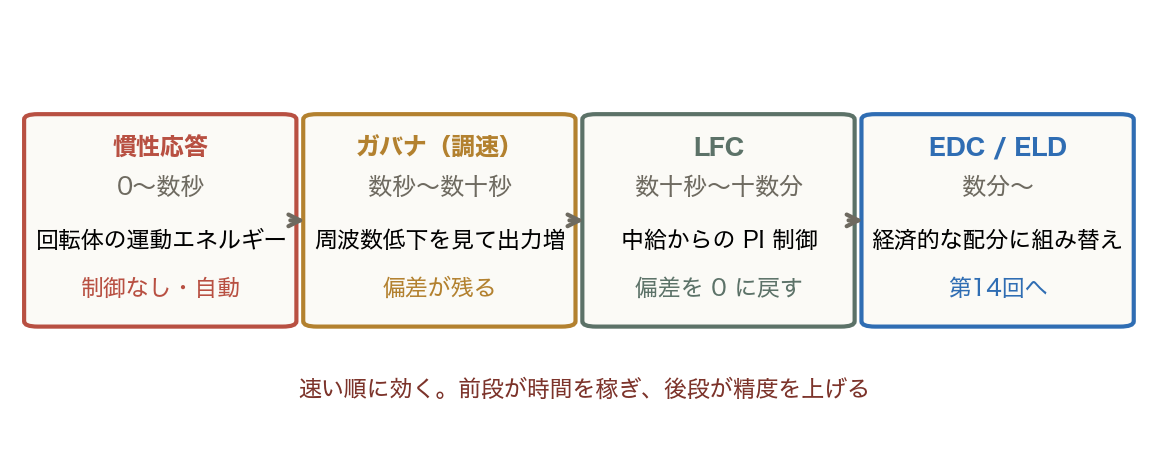 慣性応答
0〜数秒
回転体の運動エネルギー
制御なし・自動
ガバナ（調速）
数秒〜数十秒
周波数低下を見て出力増
偏差が残る
LFC
数十秒〜十数分
中給からの PI 制御
偏差を 0 に戻す
EDC / ELD
数分〜
経済的な配分に組み替え
第14回へ
速い順に効く。前段が時間を稼ぎ、後段が精度を上げる